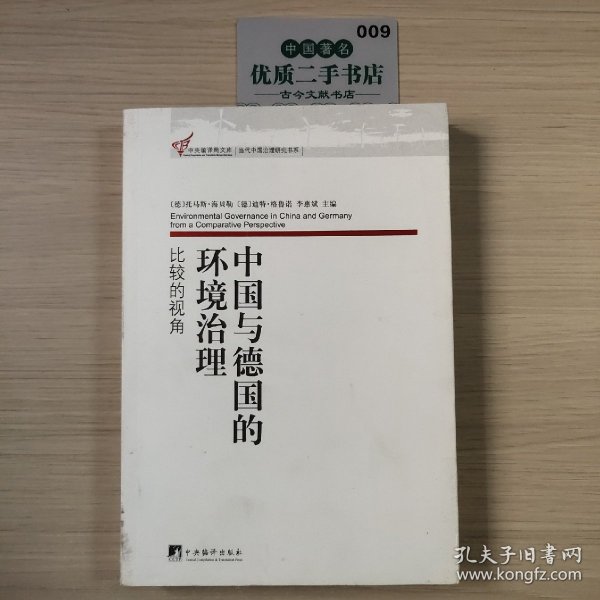 009
中国著名
优质二手书店
古今文献书店
中央编译局文库
当代中国治理研究书系
〔德〕托马斯·海贝勒 〔德〕迪特·格鲁诺 李惠斌 主编
Environmental Governance in China and Germany
from a Comparative Perspective
中国与德国的
环境治理
比较的视角
中央编译出版社
Central Compilation & Translation Press
孔夫子旧书网
www.kongfz.com